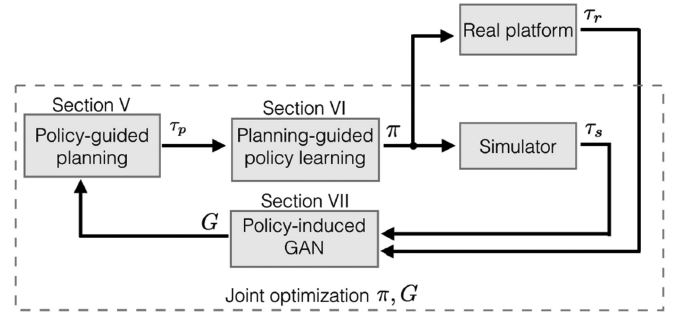 Real platform
τr
Section V
Section VI
Policy-guided
planning
τp
Planning-guided
policy learning
π
Simulator
τs
Section VII
G
Policy-induced
GAN
Joint optimization π, G